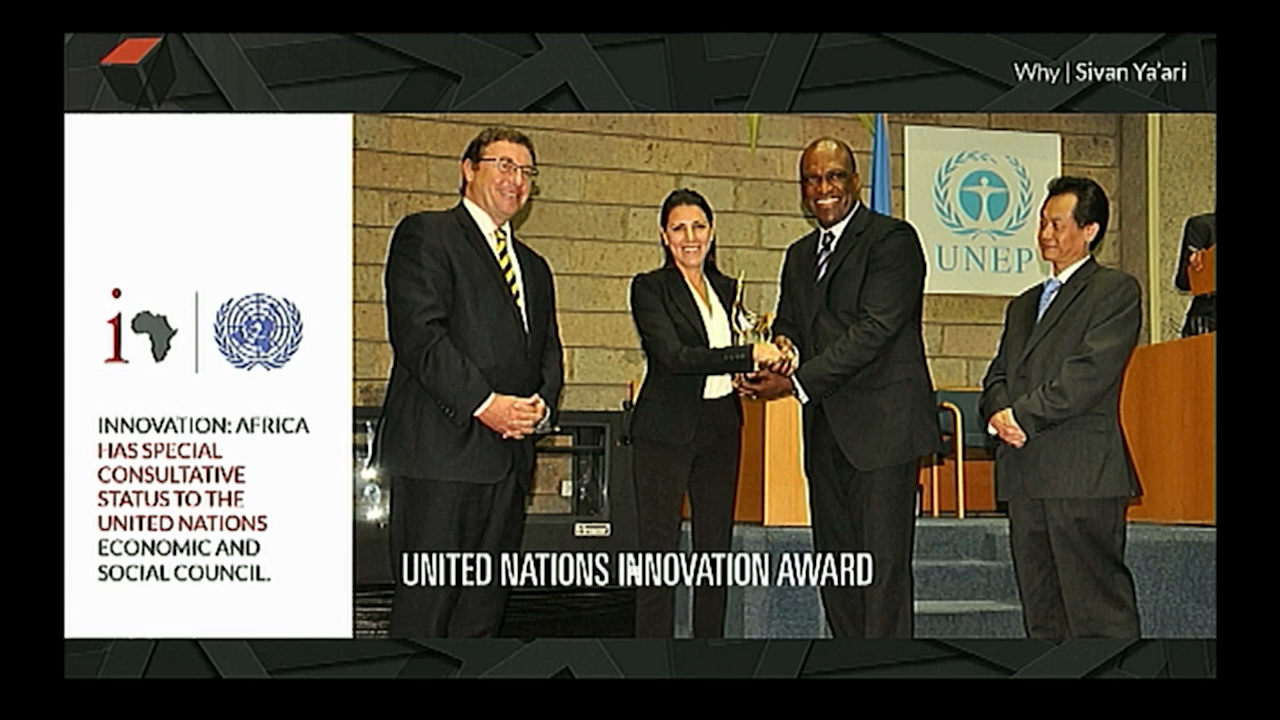 Why | Sivan Ya'ari
UNEP
ia
INNOVATION: AFRICA
HAS SPECIAL
CONSULTATIVE
STATUS TO THE
UNITED NATIONS
ECONOMIC AND
SOCIAL COUNCIL.
UNITED NATIONS INNOVATION AWARD